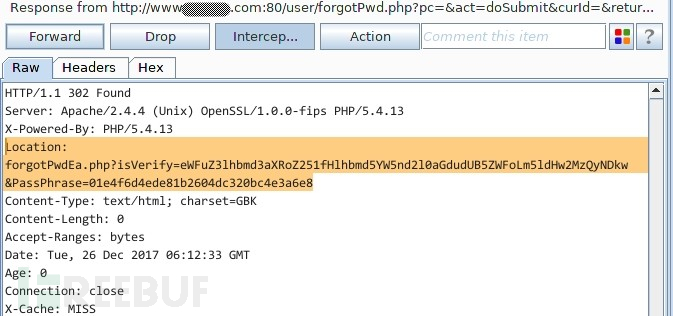 Response from http://www.com:80/user/forgotPwd.php?pc=&act=doSubmit&curId=&retur...
Forward Drop Intercep... Action Comment this item ?
Raw Headers Hex
HTTP/1.1 302 Found
Server: Apache/2.4.4 (Unix) OpenSSL/1.0.0-fips PHP/5.4.13
X-Powered-By: PHP/5.4.13
Location:
forgotPwdEa.php?isVerify=eWFuZ3lhbmd3aXRoZ251fHlhbmd5YW5nd2l0aGdudUB5ZWFoLm5ldHw2MzQyNDkw
&PassPhrase=01e4f6d4ede81b2604dc320bc4e3a6e8
Content-Type: text/html; charset=GBK
Content-Length: 0
Accept-Ranges: bytes
Date: Tue, 26 Dec 2017 06:12:33 GMT
Age: 0
Connection: close
X-Cache: MISS
REEBUF